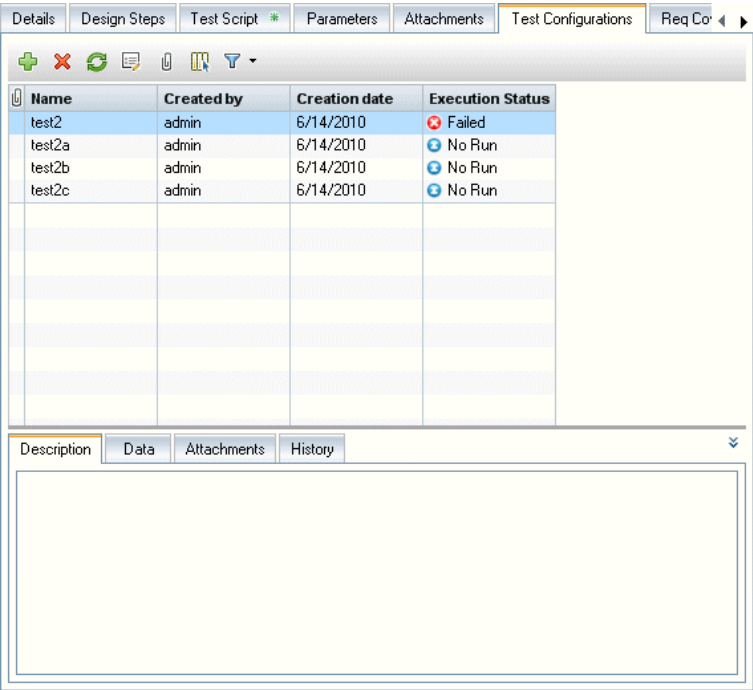 Details Design Steps Test Script * Parameters Attachments Test Configurations Req Co
Name Created by Creation date Execution Status
test2 admin 6/14/2010 Failed
test2a admin 6/14/2010 No Run
test2b admin 6/14/2010 No Run
test2c admin 6/14/2010 No Run
Description Data Attachments History